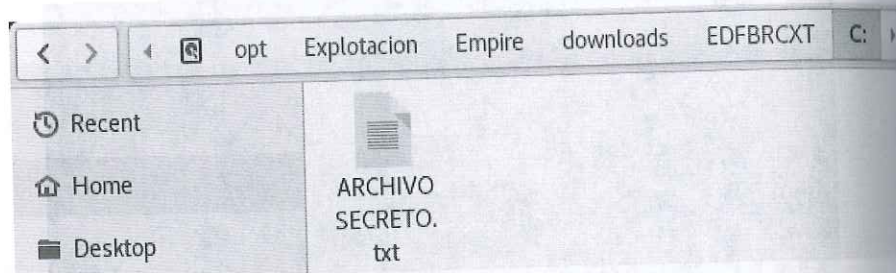 opt Explotacion Empire downloads EDFBRCXT C:
Recent
Home
Desktop
ARCHIVO
SECRETO.
txt